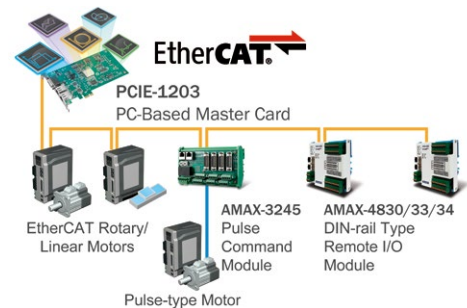 EtherCAT®
PCIE-1203
PC-Based Master Card
EtherCAT Rotary/
Linear Motors
AMAX-3245
Pulse
Command
Module
AMAX-4830/33/34
DIN-rail Type
Remote I/O
Module
Pulse-type Motor